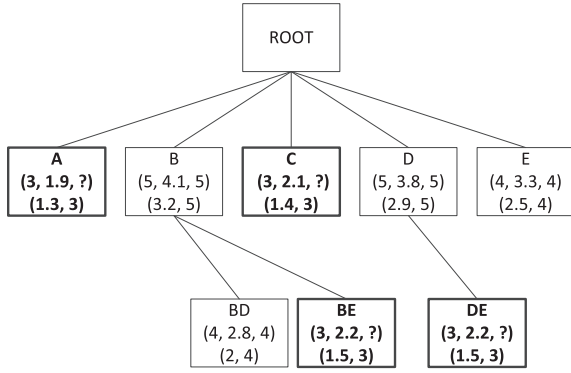 ROOT
A
(3, 1.9, ?)
(1.3, 3)
B
(5, 4.1, 5)
(3.2, 5)
C
(3, 2.1, ?)
(1.4, 3)
D
(5, 3.8, 5)
(2.9, 5)
E
(4, 3.3, 4)
(2.5, 4)
BD
(4, 2.8, 4)
(2, 4)
BE
(3, 2.2, ?)
(1.5, 3)
DE
(3, 2.2, ?)
(1.5, 3)